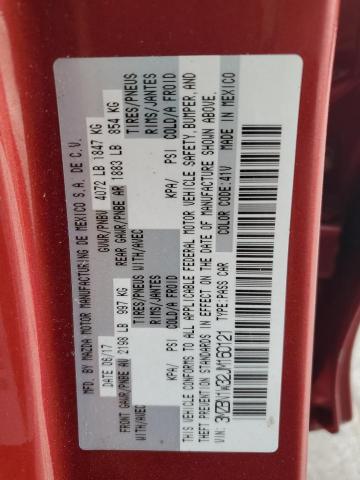 MFD. BY MAZDA MOTOR MANUFACTURING DE MEXICO S.A. DE C.V.
DATE: 06/17 GVWR/PNBV 4072 LB 1847 KG
FRONT GAWR/PNBE AV 2198 LB 997 KG REAR GAWR/PNBE AR 1883 LB 854 KG
WITH/AVEC TIRES/PNEUS WITH/AVEC TIRES/PNEUS
RIMS/JANTES RIMS/JANTES
KPA/ PSI COLD/A FROID KPA/ PSI COLD/A FROID
THIS VEHICLE CONFORMS TO ALL APPLICABLE FEDERAL MOTOR VEHICLE SAFETY, BUMPER, AND
THEFT PREVENTION STANDARDS IN EFFECT ON THE DATE OF MANUFACTURE SHOWN ABOVE.
3MZBN1W32JM160121 TYPE:PASS CAR COLOR CODE: 41V MADE IN MEXICO